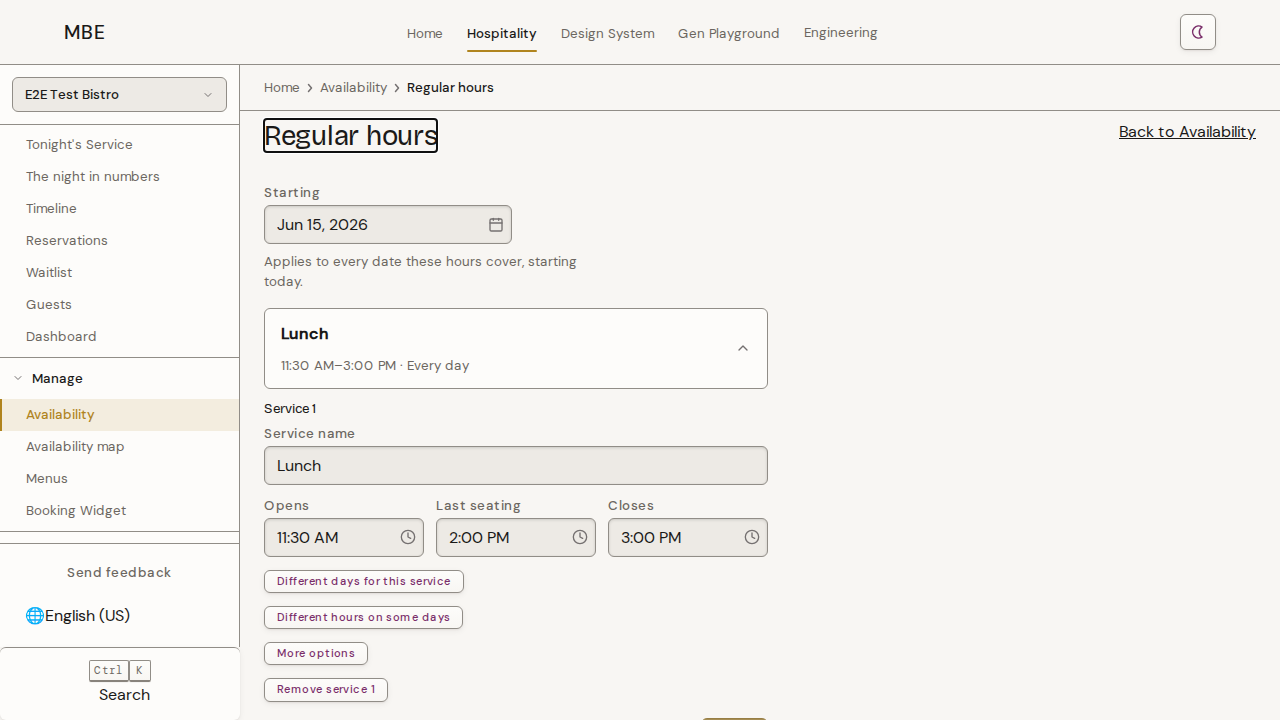 MBE
Home
Hospitality
Design System
Gen Playground
Engineering
E2E Test Bistro
Tonight's Service
The night in numbers
Timeline
Reservations
Waitlist
Guests
Dashboard
Manage
Availability
Availability map
Menus
Booking Widget
Send feedback
English (US)
Ctrl K
Search
Home
Availability
Regular hours
Regular hours
Back to Availability
Starting
Jun 15, 2026
Applies to every date these hours cover, starting
today.
Lunch
11:30 AM–3:00 PM · Every day
Service 1
Service name
Lunch
Opens
Last seating
Closes
11:30 AM
2:00 PM
3:00 PM
Different days for this service
Different hours on some days
More options
Remove service 1